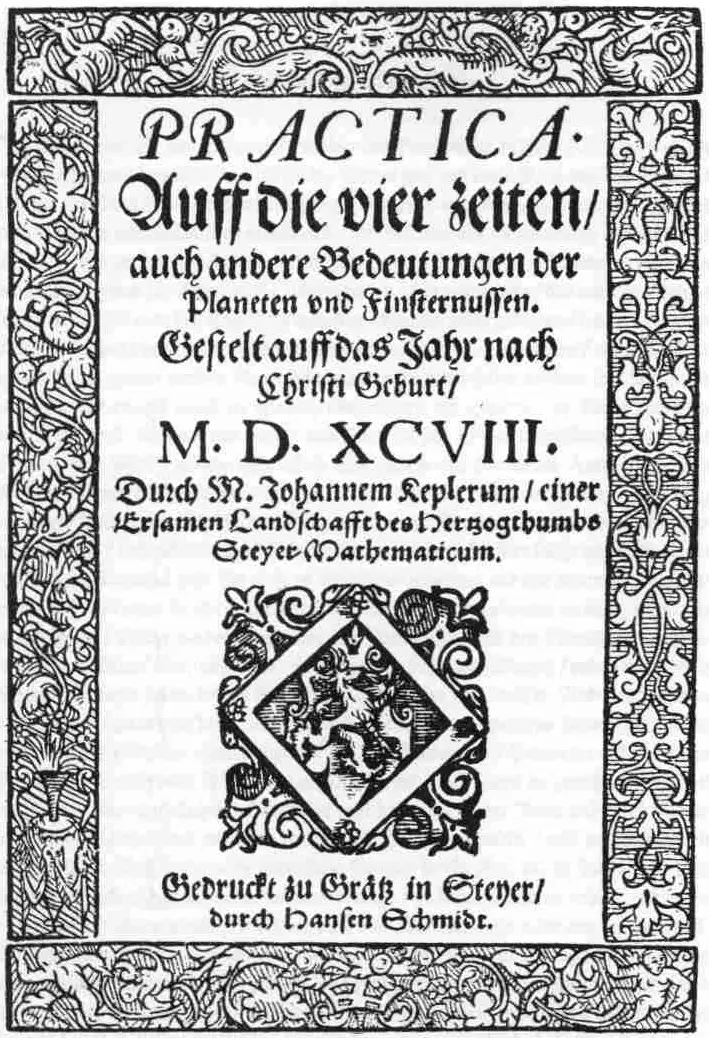 PRACTICA.
Auff die vier zeiten/
auch andere Bedeutungen der
Planeten vnd Finsternussen.
Gestelt auff das Jahr nach
Christi Geburt/
M. D. XCVIII.
Durch M. Johannem Keplerum / einer
Ersamen Landschafft des Hertzogthumbs
Steyer Mathematicum.
Gedruckt zu Grätz in Steyer/
durch Hansen Schmidt.